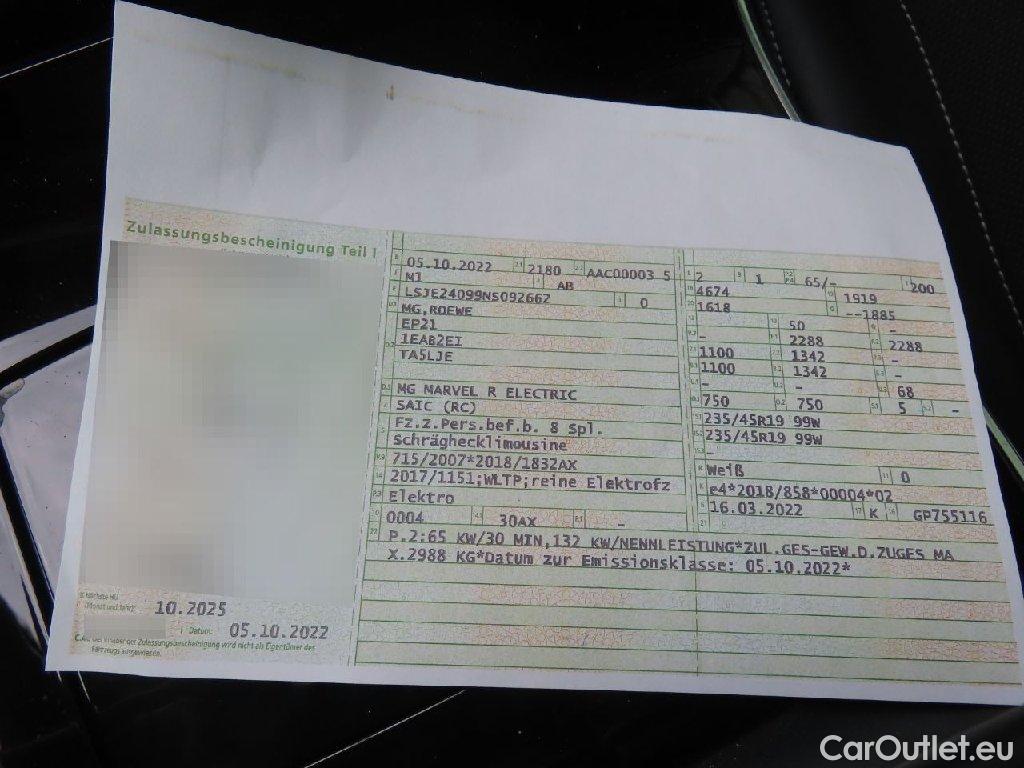 Zulassungsbescheinigung Teil I
05.10.2022 2180 AAC00003 5
M1 AB
LSJE24099NS092667 0
MG,ROEWE
EP21
1EAB2EI
TA5LJE
MG MARVEL R ELECTRIC
SAIC (RC)
Fz.z.Pers.bef.b. 8 Spl.
Schräghecklimousine
715/2007*2018/1832AX
2017/1151;WLTP;reine Elektrofz
Elektro
0004 30AX -
P.2:65 KW/30 MIN,132 KW/NENNLEISTUNG*ZUL.GES-GEW.D.ZUGES MA
X.2988 KG*Datum zur Emissionsklasse: 05.10.2022*
2 1 65/- 200
4674 1919
1618 --1885
- 50 -
2288 2288
1100 1342 -
1100 1342 -
- - 68
750 750 5 -
235/45R19 99W
235/45R19 99W
-
Weiß 0
e4*2018/858*00004*02
16.03.2022 K GP755116
10.2025
Datum: 05.10.2022
CarOutlet.eu